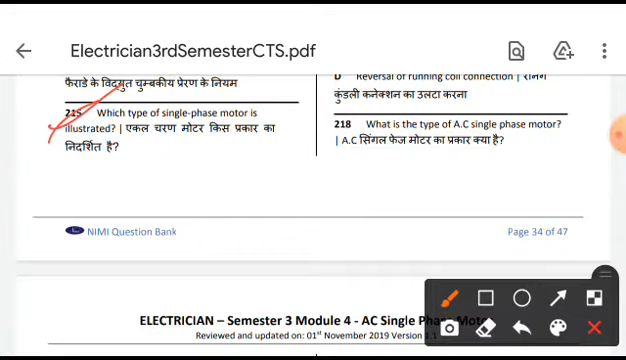 Electrician3rdSemesterCTS.pdf
फैराडे के विद्युत चुम्बकीय प्रेरण के नियम
215 Which type of single-phase motor is
illustrated? | एकल चरण मोटर किस प्रकार का
निदर्शित है?
D Reversal of running coil connection | रनिंग
कुंडली कनेक्शन का उलटा करना
218 What is the type of A.C single phase motor?
| A.C सिंगल फेज मोटर का प्रकार क्या है?
NIMI Question Bank
Page 34 of 47
ELECTRICIAN – Semester 3 Module 4 - AC Single Phase Motor
Reviewed and updated on: 01st November 2019 Version 1.1